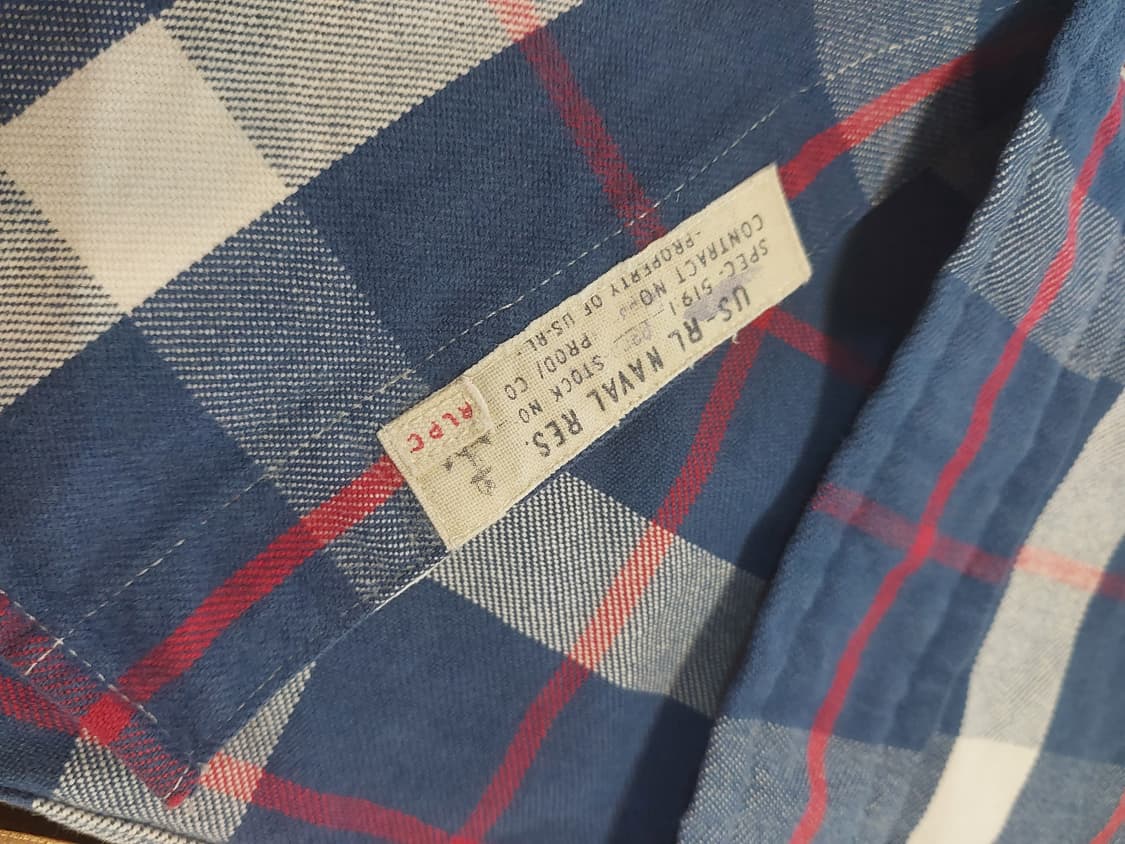 US-RL NAVAL RES.
SPEC. 5191 STOCK NO
CONTRACT NO PROD/ CO
-PROPERTY OF US-RL-
RLPC